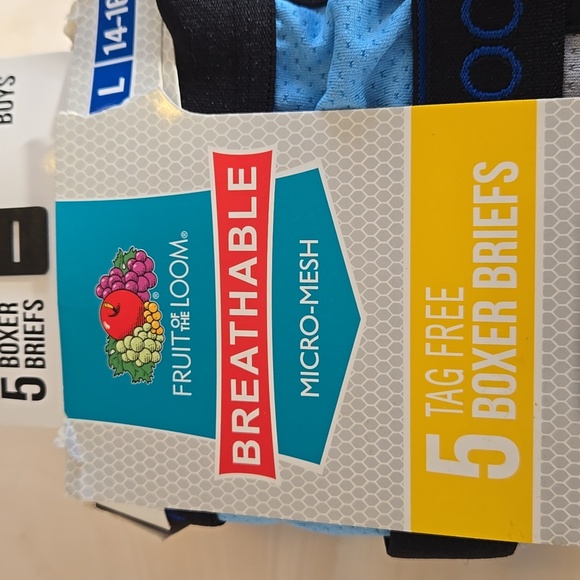 BOYS
5 BOXER
BRIEFS
L 14-16
FRUIT OF THE LOOM®
BREATHABLE
MICRO-MESH
5 TAG FREE
BOXER BRIEFS